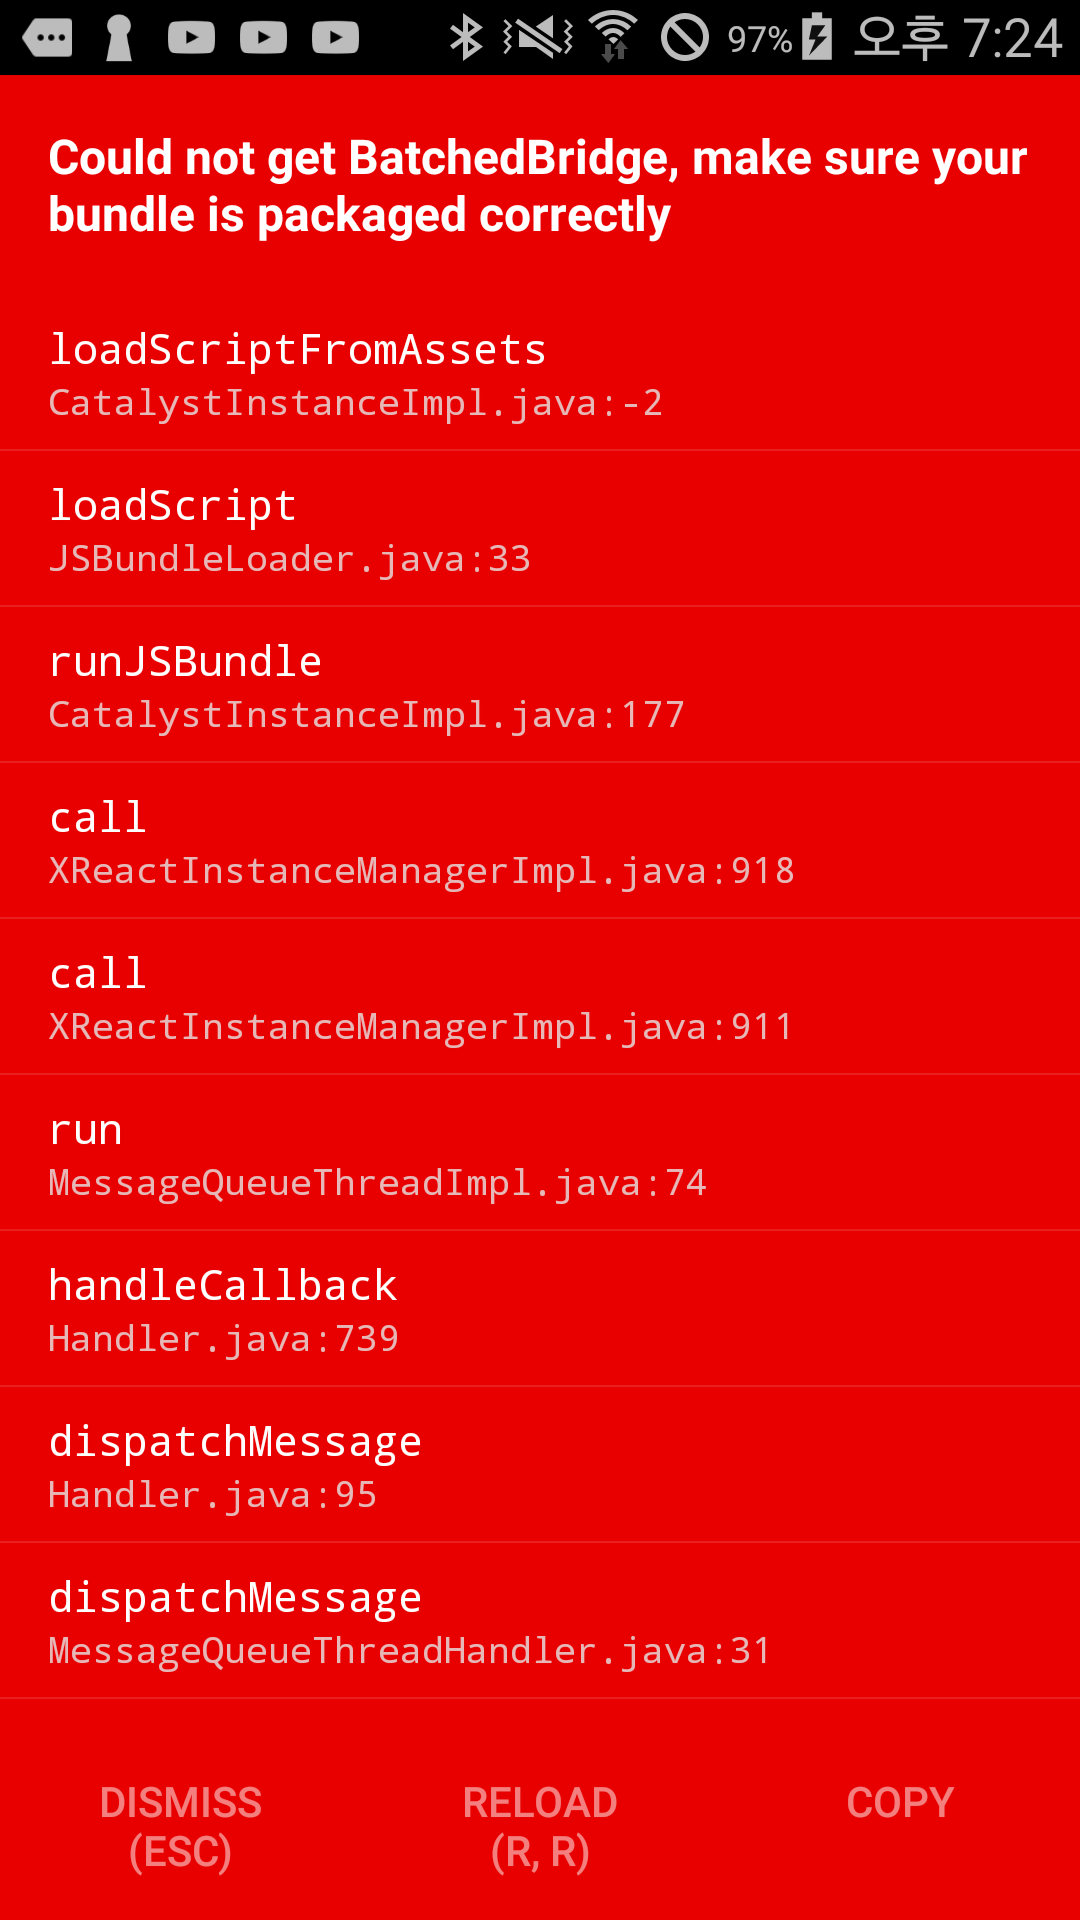 97% 오후 7:24
Could not get BatchedBridge, make sure your
bundle is packaged correctly
loadScriptFromAssets
CatalystInstanceImpl.java:-2
loadScript
JSBundleLoader.java:33
runJSBundle
CatalystInstanceImpl.java:177
call
XReactInstanceManagerImpl.java:918
call
XReactInstanceManagerImpl.java:911
run
MessageQueueThreadImpl.java:74
handleCallback
Handler.java:739
dispatchMessage
Handler.java:95
dispatchMessage
MessageQueueThreadHandler.java:31
DISMISS
(ESC)
RELOAD
(R, R)
COPY